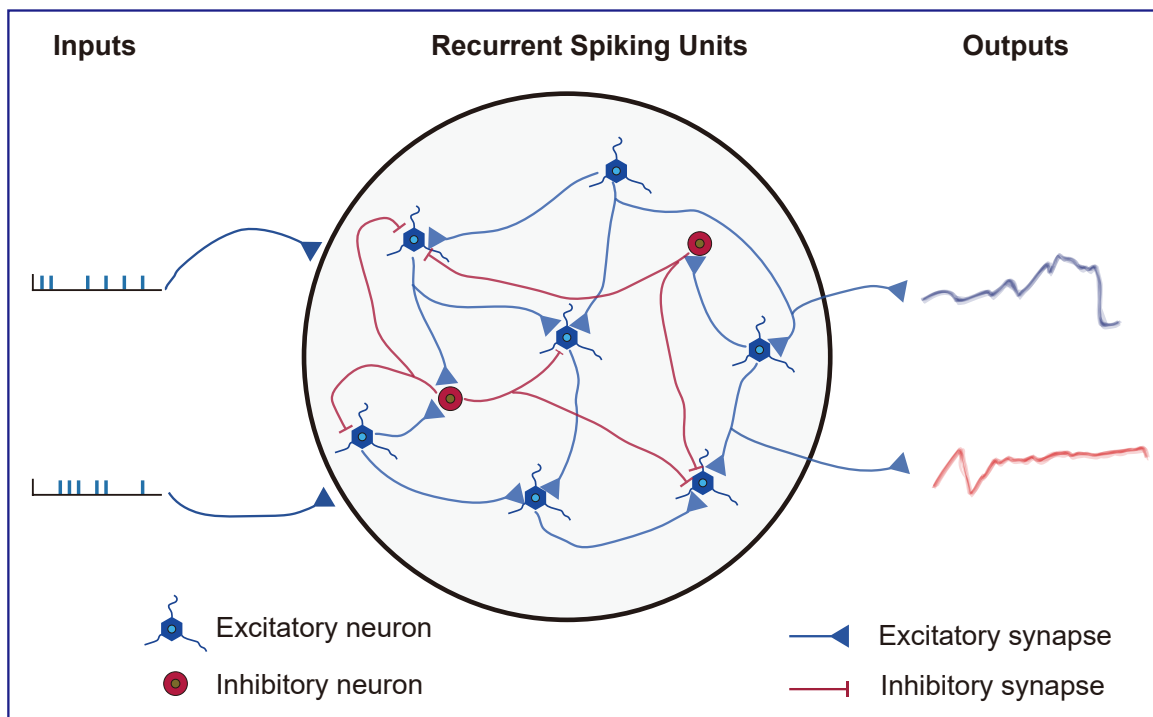 Inputs
Recurrent Spiking Units
Outputs
Excitatory neuron
Excitatory synapse
Inhibitory neuron
Inhibitory synapse